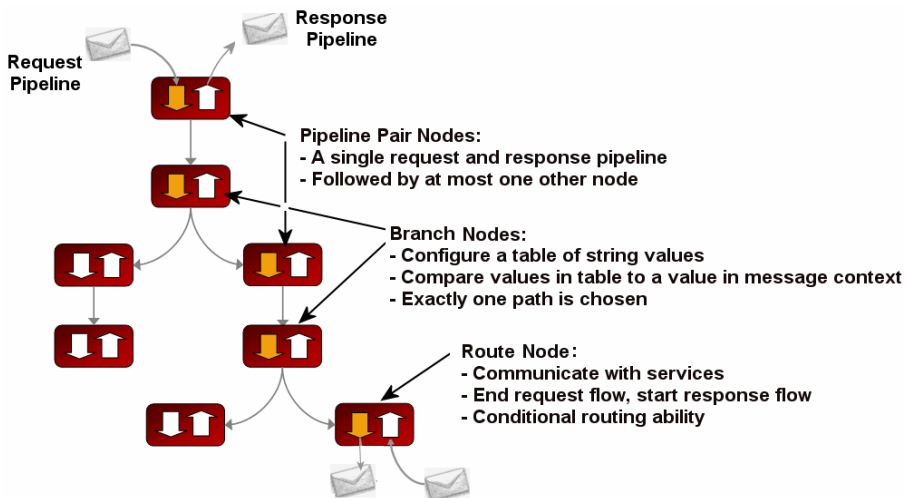 Response
Pipeline
Request
Pipeline
Pipeline Pair Nodes:
- A single request and response pipeline
- Followed by at most one other node
Branch Nodes:
- Configure a table of string values
- Compare values in table to a value in message context
- Exactly one path is chosen
Route Node:
- Communicate with services
- End request flow, start response flow
- Conditional routing ability